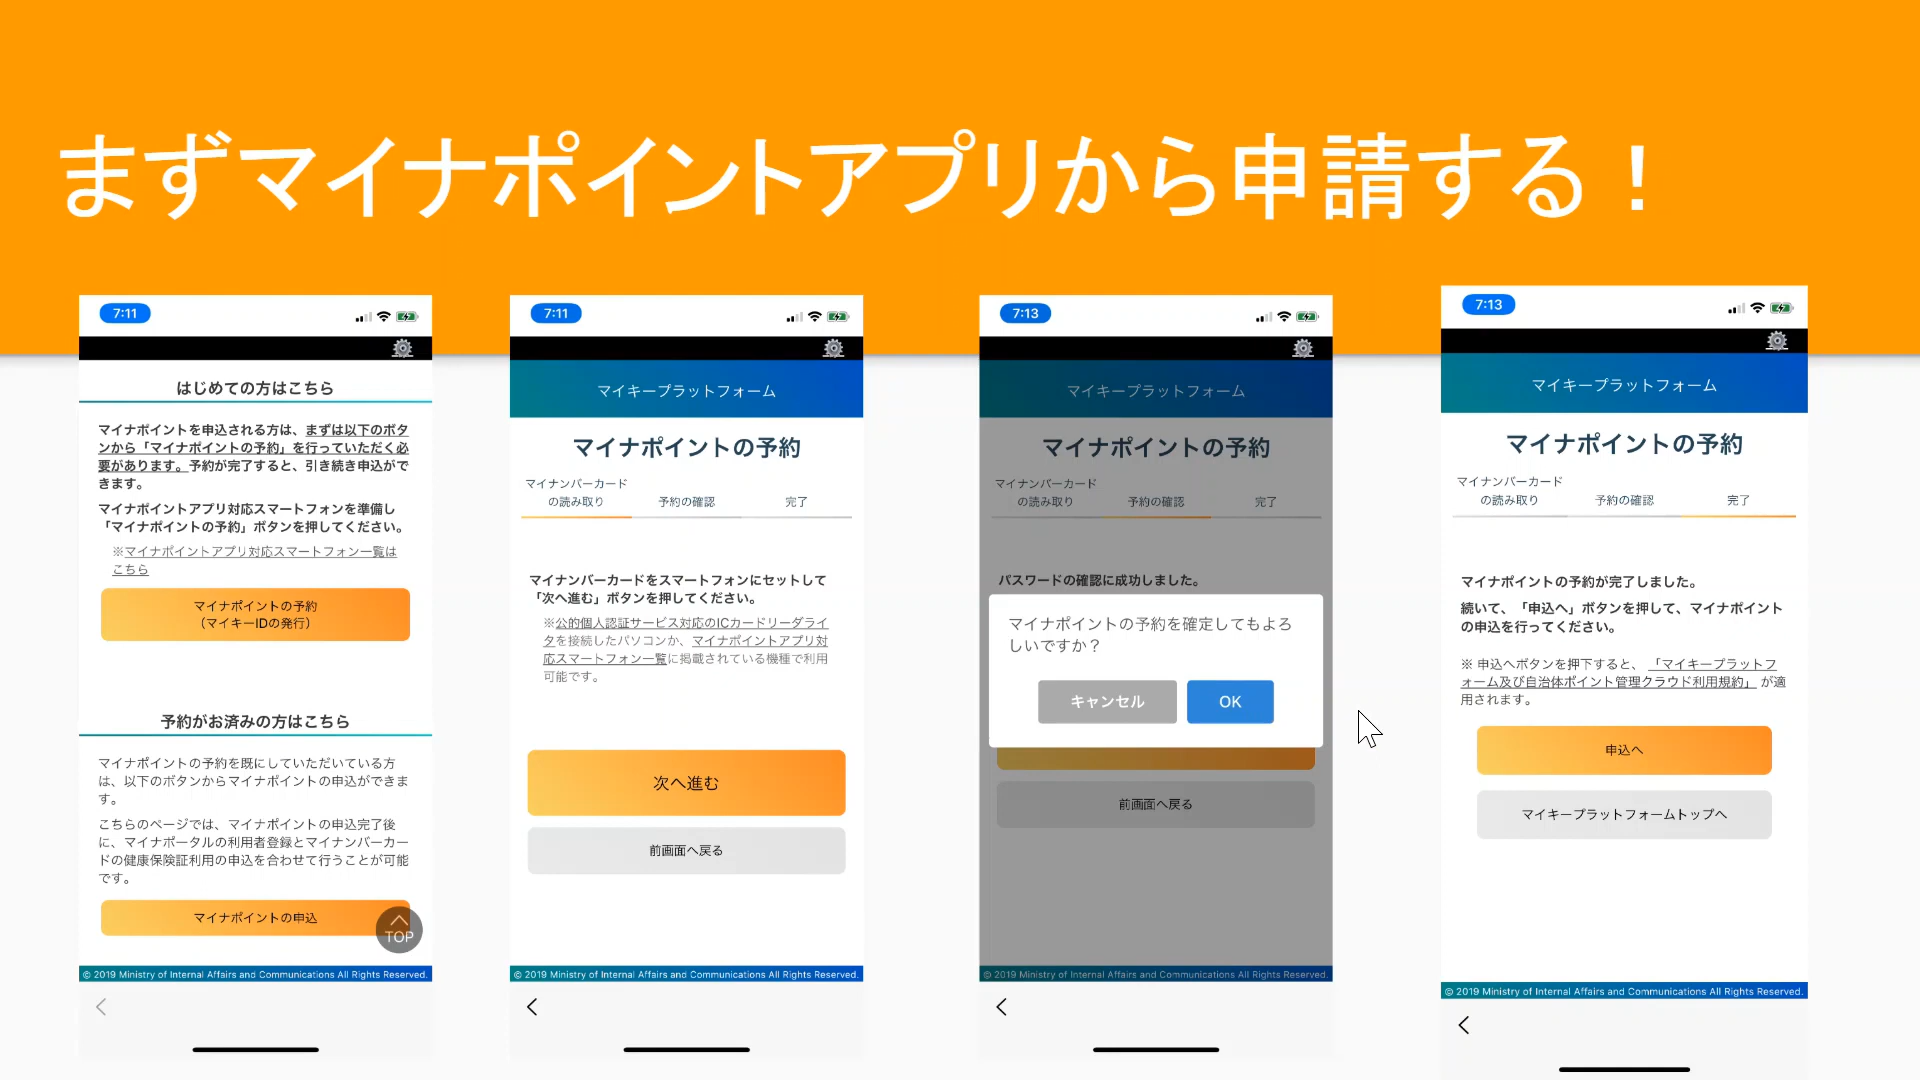 まずマイナポイントアプリから申請する！
7:11
はじめての方はこちら
マイナポイントを申込される方は、まずは以下のボタ
ンから「マイナポイントの予約」を行っていただく必
要があります。予約が完了すると、引き続き申込がで
きます。
マイナポイントアプリ対応スマートフォンを準備し
「マイナポイントの予約」ボタンを押してください。
※マイナポイントアプリ対応スマートフォン一覧は
こちら
マイナポイントの予約
（マイキーIDの発行）
予約がお済みの方はこちら
マイナポイントの予約を既にしていただいている方
は、以下のボタンからマイナポイントの申込ができま
す。
こちらのページでは、マイナポイントの申込完了後
に、マイナポータルの利用者登録とマイナンバーカー
ドの健康保険証利用の申込を合わせて行うことが可能
です。
マイナポイントの申込
TOP
© 2019 Ministry of Internal Affairs and Communications All Rights Reserved.
7:11
マイキープラットフォーム
マイナポイントの予約
マイナンバーカード
の読み取り 予約の確認 完了
マイナンバーカードをスマートフォンにセットして
「次へ進む」ボタンを押してください。
※公的個人認証サービス対応のICカードリーダライ
タを接続したパソコンか、マイナポイントアプリ対
応スマートフォン一覧に掲載されている機種で利用
可能です。
次へ進む
前画面へ戻る
© 2019 Ministry of Internal Affairs and Communications All Rights Reserved.
7:13
マイキープラットフォーム
マイナポイントの予約
マイナンバーカード
の読み取り 予約の確認 完了
パスワードの確認に成功しました。
マイナポイントの予約を確定してもよろ
しいですか？
キャンセル OK
前画面へ戻る
© 2019 Ministry of Internal Affairs and Communications All Rights Reserved.
7:13
マイキープラットフォーム
マイナポイントの予約
マイナンバーカード
の読み取り 予約の確認 完了
マイナポイントの予約が完了しました。
続いて、「申込へ」ボタンを押して、マイナポイント
の申込を行ってください。
※ 申込へボタンを押下すると、「マイキープラットフ
ォーム及び自治体ポイント管理クラウド利用規約」 が適
用されます。
申込へ
マイキープラットフォームトップへ
© 2019 Ministry of Internal Affairs and Communications All Rights Reserved.